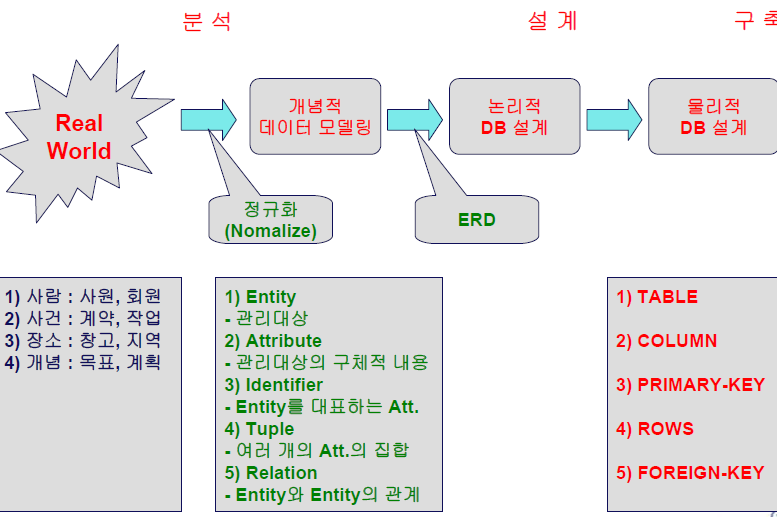 분 석
설 계
구 축
Real
World
개념적
데이터 모델링
논리적
DB 설계
물리적
DB 설계
정규화
(Nomalize)
ERD
1) 사람 : 사원, 회원
2) 사건 : 계약, 작업
3) 장소 : 창고, 지역
4) 개념 : 목표, 계획
1) Entity
- 관리대상
2) Attribute
- 관리대상의 구체적 내용
3) Identifier
- Entity를 대표하는 Att.
4) Tuple
- 여러 개의 Att.의 집합
5) Relation
- Entity와 Entity의 관계
1) TABLE
2) COLUMN
3) PRIMARY-KEY
4) ROWS
5) FOREIGN-KEY